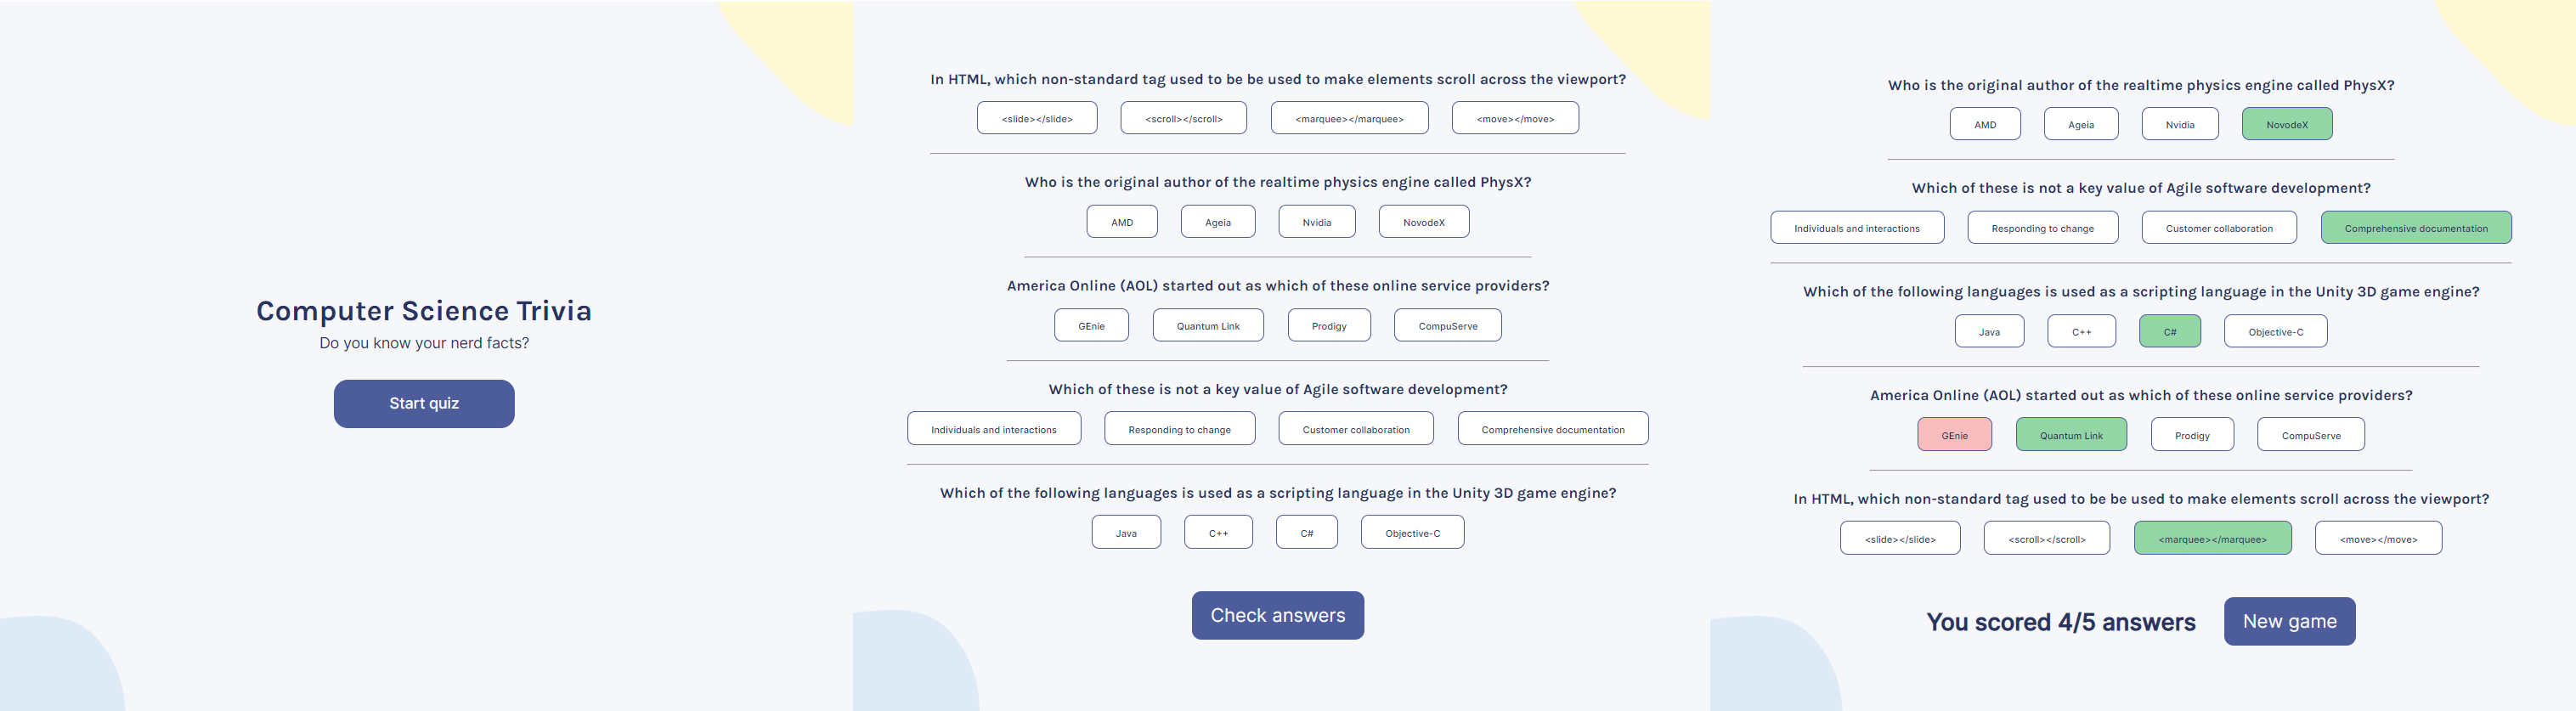 Computer Science Trivia
Do you know your nerd facts?
Start quiz
In HTML, which non-standard tag used to be be used to make elements scroll across the viewport?
<slide></slide> <scroll></scroll> <marquee></marquee> <move></move>
Who is the original author of the realtime physics engine called PhysX?
AMD Ageia Nvidia NovodeX
America Online (AOL) started out as which of these online service providers?
GEnie Quantum Link Prodigy CompuServe
Which of these is not a key value of Agile software development?
Individuals and interactions Responding to change Customer collaboration Comprehensive documentation
Which of the following languages is used as a scripting language in the Unity 3D game engine?
Java C++ C# Objective-C
Check answers
Who is the original author of the realtime physics engine called PhysX?
AMD Ageia Nvidia NovodeX
Which of these is not a key value of Agile software development?
Individuals and interactions Responding to change Customer collaboration Comprehensive documentation
Which of the following languages is used as a scripting language in the Unity 3D game engine?
Java C++ C# Objective-C
America Online (AOL) started out as which of these online service providers?
GEnie Quantum Link Prodigy CompuServe
In HTML, which non-standard tag used to be be used to make elements scroll across the viewport?
<slide></slide> <scroll></scroll> <marquee></marquee> <move></move>
You scored 4/5 answers New game